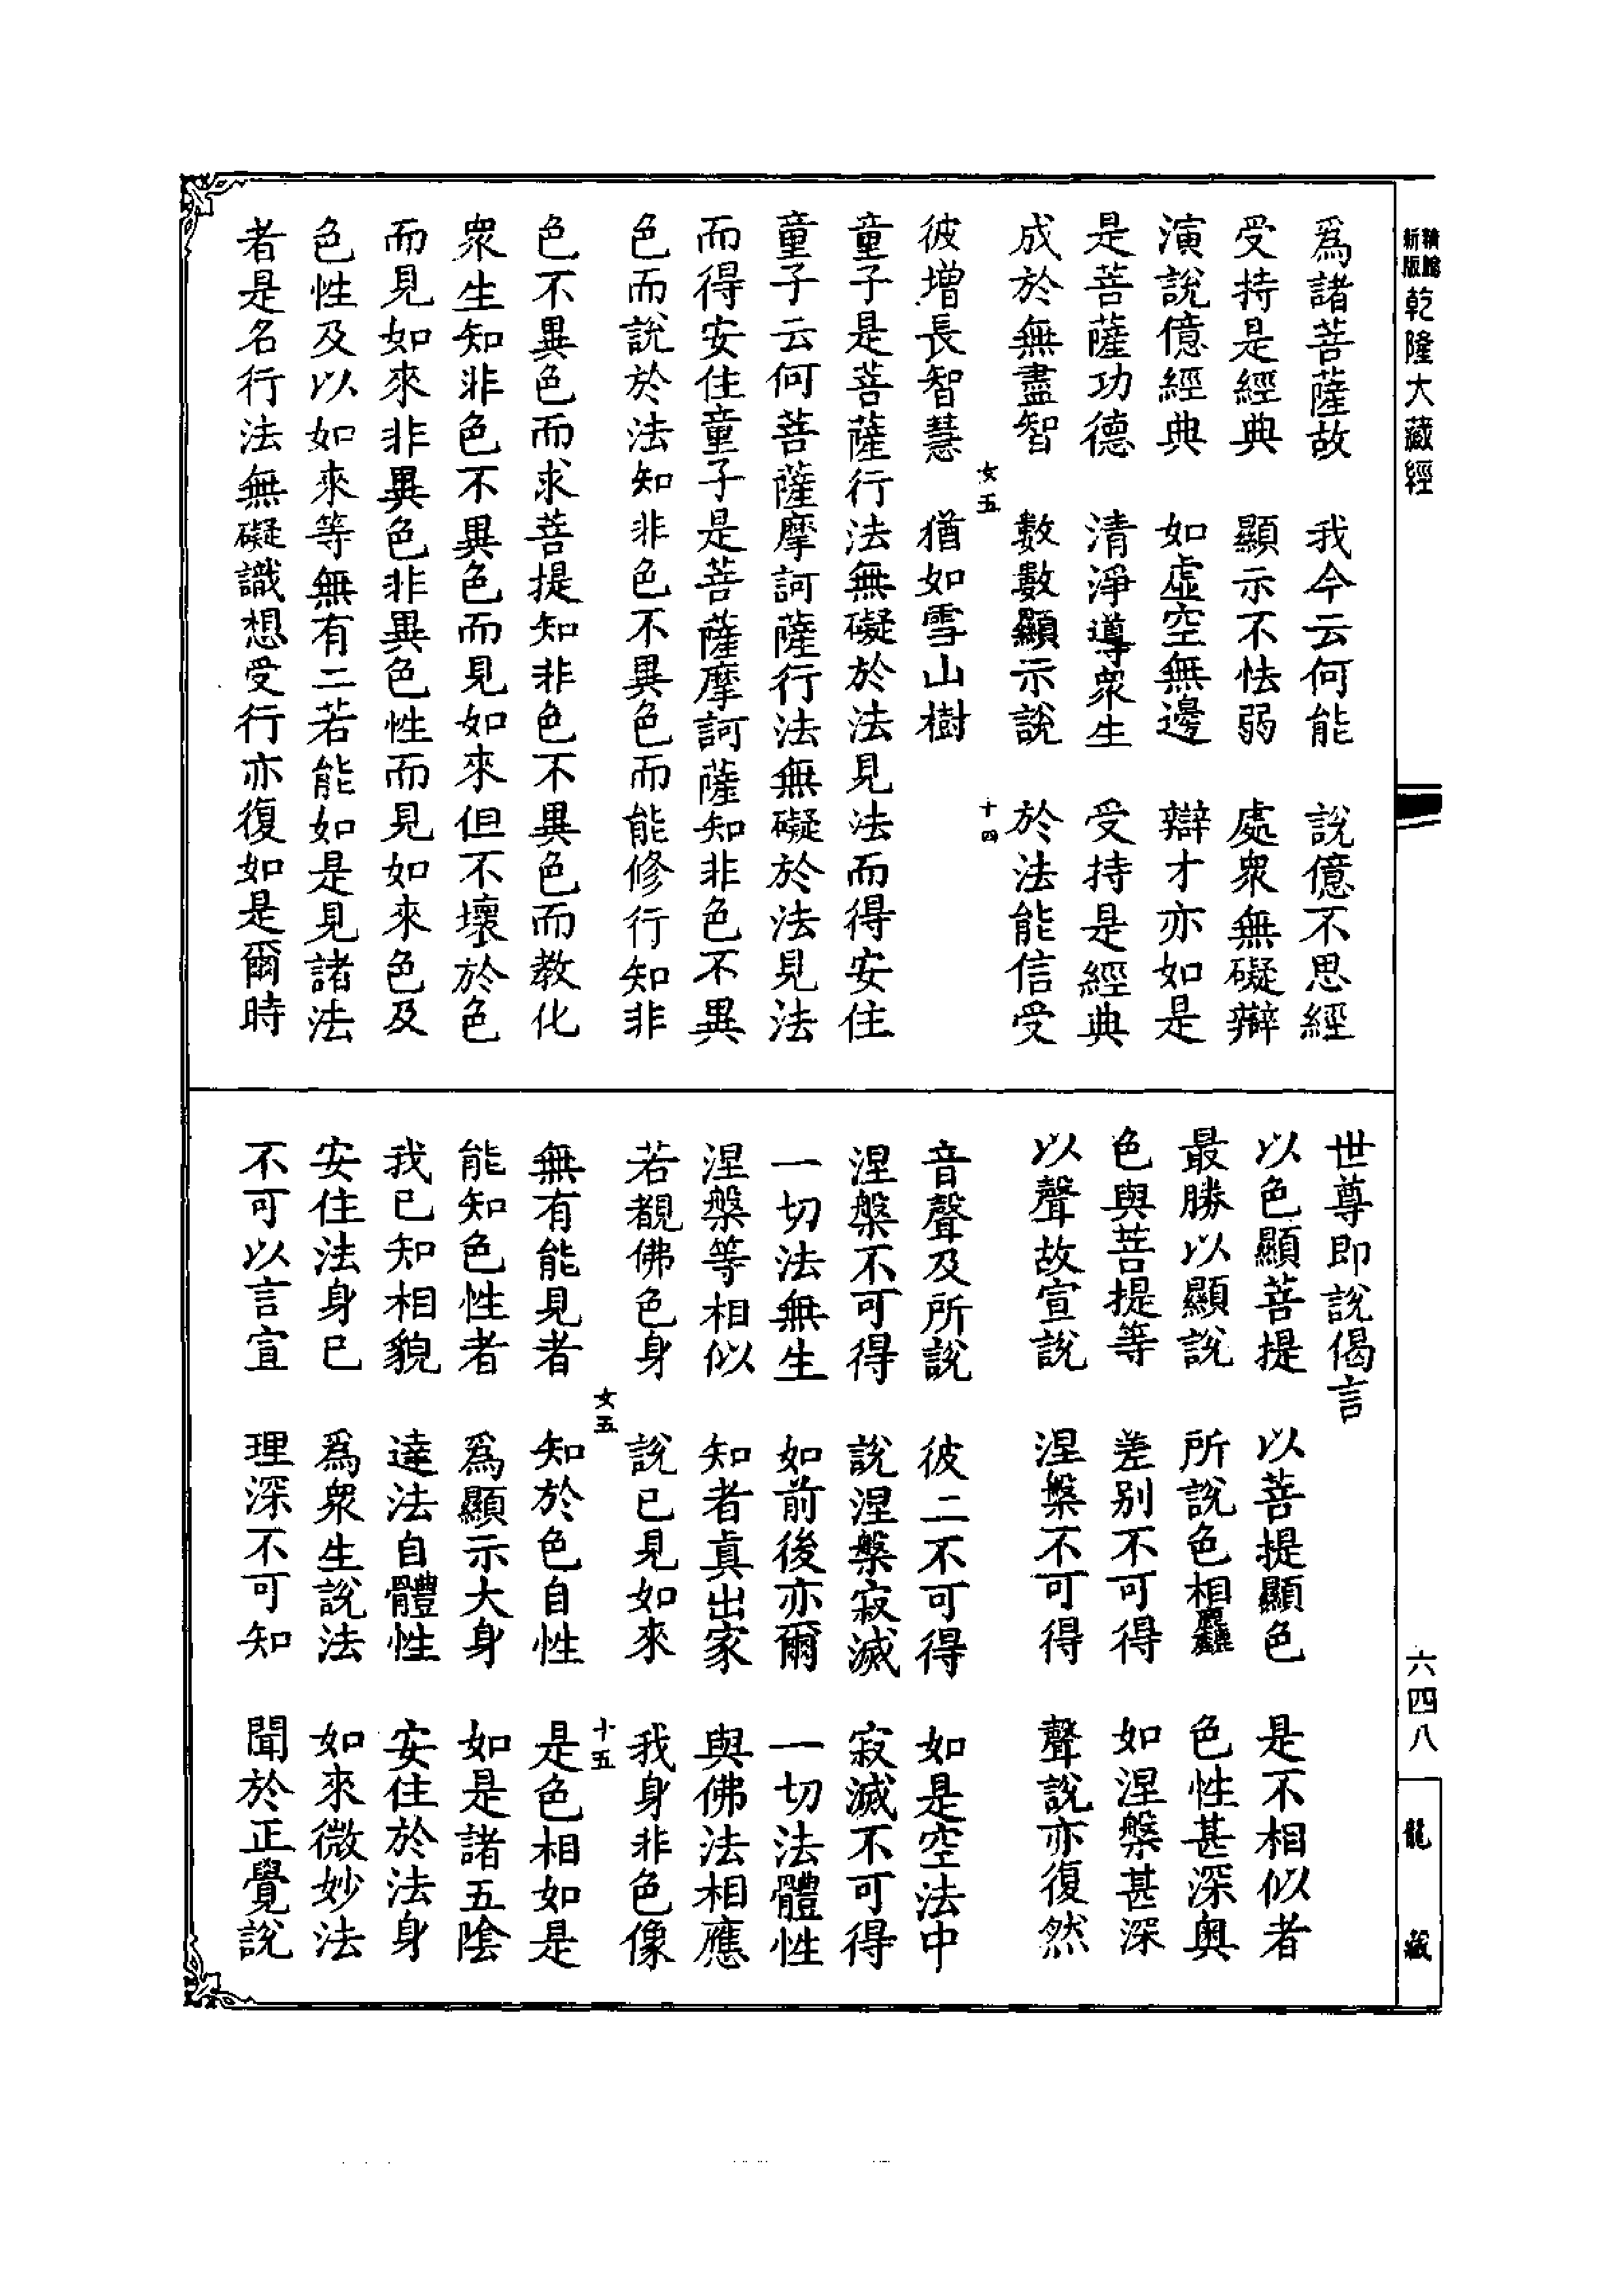 新版
精縮
乾隆大藏經
六四八
龍藏
爲諸菩薩故　我今云何能　說億不思經
受持是經典　顯示不怯弱　處衆無礙辯
演說億經典　如虛空無邊　辯才亦如是
是菩薩功德　清淨導衆生　受持是經典
成於無盡智　數數顯示說　於法能信受
女五　十四
彼增長智慧　猶如雪山樹
童子是菩薩行法無礙於法見法而得安住
童子云何菩薩摩訶薩行法無礙於法見法
而得安住童子是菩薩摩訶薩知非色不異
色而說於法知非色不異色而能修行知非
色不異色而求菩提知非色不異色而教化
衆生知非色不異色而見如來但不壞於色
而見如來非異色非異色性而見如來色及
色性及以如來等無有二若能如是見諸法
者是名行法無礙識想受行亦復如是爾時
世尊即說偈言
以色顯菩提　以菩提顯色　是不相似者
最勝以顯說　所說色相麤　色性甚深奧
色與菩提等　差別不可得　如涅槃甚深
以聲故宣說　涅槃不可得　聲說亦復然
音聲及所說　彼二不可得　如是空法中
涅槃不可得　說涅槃寂滅　寂滅不可得
一切法無生　如前後亦爾　一切法體性
涅槃等相似　知者真出家　與佛法相應
若覩佛色身　說已見如來　我身非色像
女五　十五
無有能見者　知於色自性　是色相如是
能知色性者　爲顯示大身　如是諸五陰
我已知相貌　達法自體性　安住於法身
安住法身已　爲衆生說法　如來微妙法
不可以言宣　理深不可知　聞於正覺說